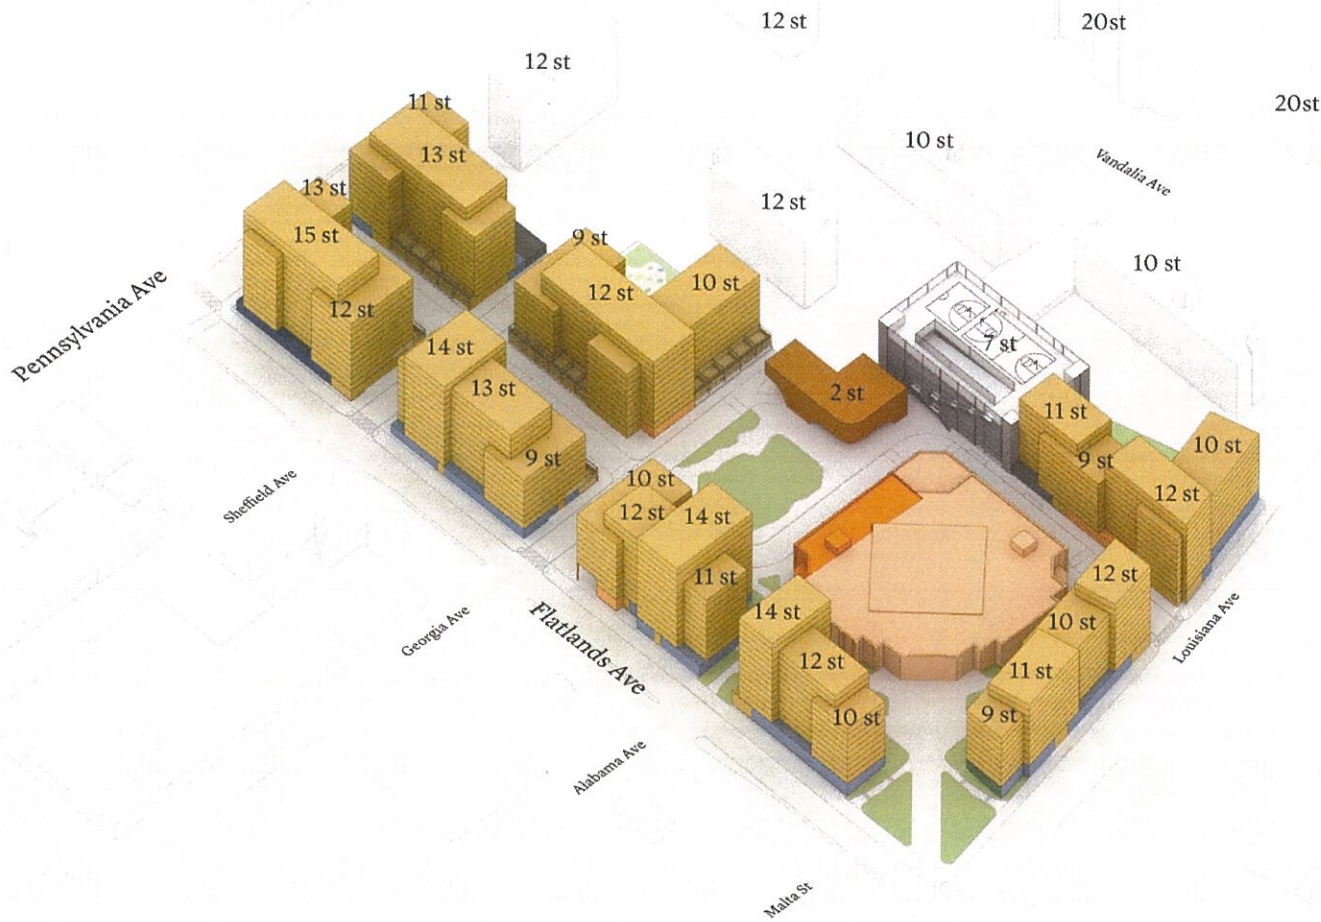 12 st
20st
12 st
20st
11 st
10 st
13 st
Vandalia Ave
13 st
12 st
15 st
9 st
10 st
Pennsylvania Ave
10 st
12 st
12 st
14 st
7 st
13 st
2 st
11 st
9 st
10 st
9 st
12 st
10 st
Sheffield Ave
12 st
14 st
11 st
12 st
14 st
10 st
Georgia Ave
Flatlands Ave
Louisiana Ave
12 st
11 st
10 st
9 st
Alabama Ave
Malta St